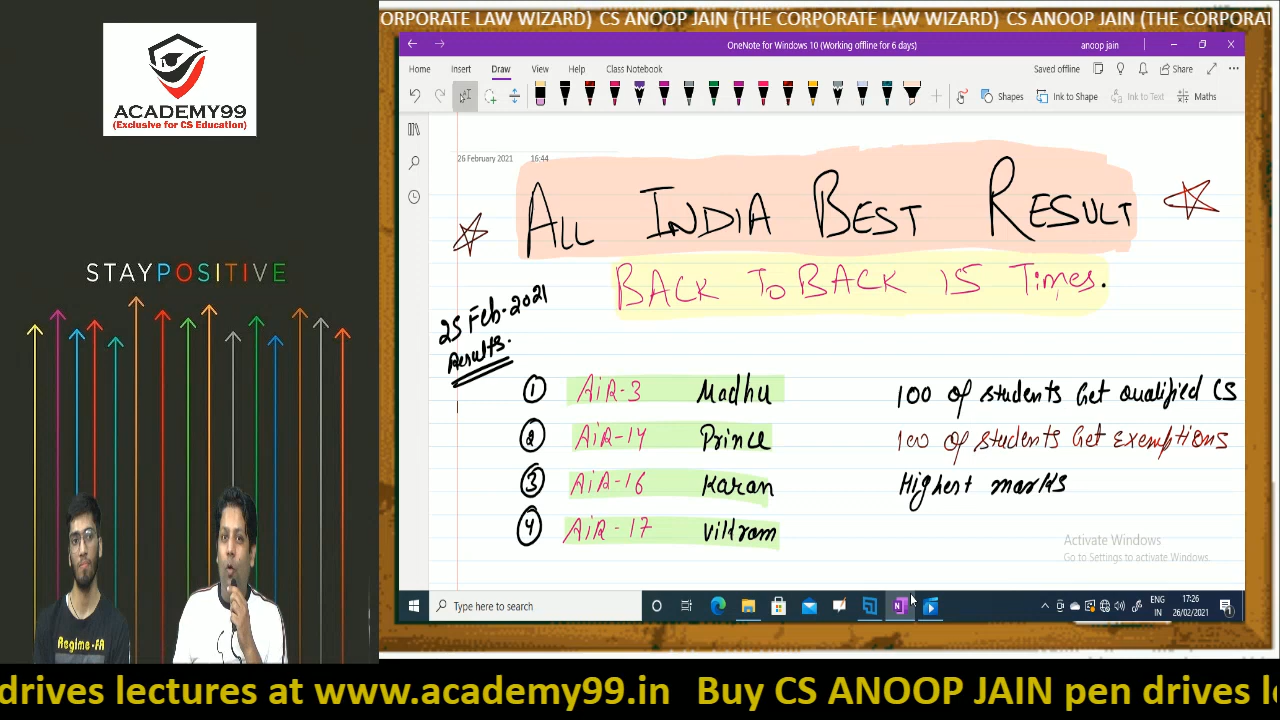 CORPORATE LAW WIZARD) CS ANOOP JAIN (THE CORPORATE LAW WIZARD) CS ANOOP JAIN (THE CORPORAT
ACADEMY99
(Exclusive for CS Education)
OneNote for Windows 10 (Working offline for 6 days)
anoop jain
Home Insert Draw View Help Class Notebook
Saved offline
Share
Shapes
Ink to Shape
Ink to Text
Maths
26 February 2021 16:44
ALL INDIA BEST RESULT
BACK TO BACK 15 Times.
STAYPOSITIVE
25 Feb. 2021
Results.
1 AIR-3 Madhu 100 of students Get qualified CS
2 AIR-14 Prince 100 of students Get exemptions
3 AIR-16 Karan Highest marks
4 AIR-17 Vikram
Activate Windows
Go to Settings to activate Windows.
Regime-FA
Type here to search
ENG
IN
17:26
26/02/2021
drives lectures at www.academy99.in Buy CS ANOOP JAIN pen drives le